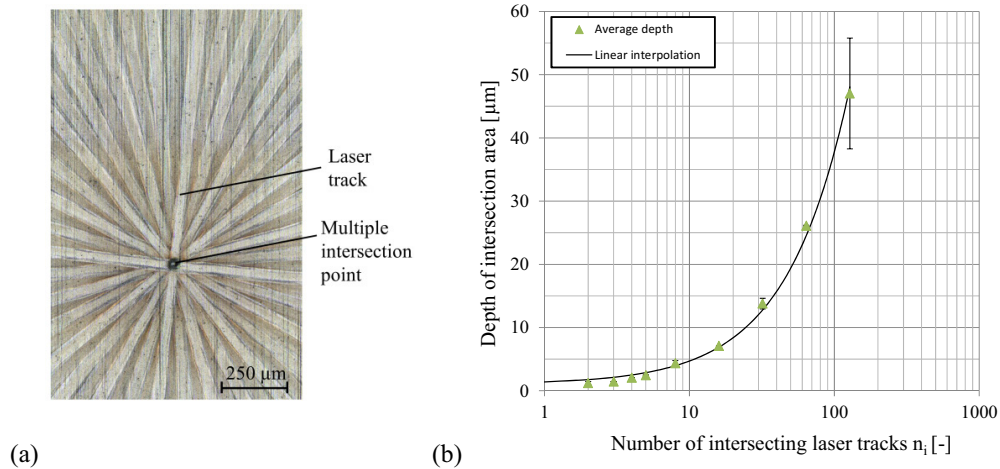 Laser
track
Multiple
intersection
point
250 µm
(a)
60
50
40
30
20
10
0
Depth of intersection area [µm]
Average depth
Linear interpolation
1
10
100
1000
Number of intersecting laser tracks nᵢ [-]
(b)